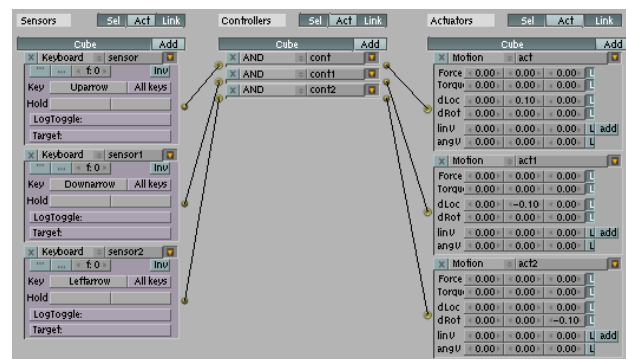 Sensors Sel Act Link Controllers Sel Act Link Actuators Sel Act Link
Cube Add Cube Add Cube Add
X Keyboard sensor
f: 0 Inv
Key Uparrow All keys
Hold
LogToggle:
Target:
X Keyboard sensor1
f: 0 Inv
Key Downarrow All keys
Hold
LogToggle:
Target:
X Keyboard sensor2
f: 0 Inv
Key Leftarrow All keys
Hold
LogToggle:
Target:
X AND cont
X AND cont1
X AND cont2
X Motion act
Force 0.00 0.00 0.00 L
Torqu 0.00 0.00 0.00 L
dLoc 0.00 0.10 0.00 L
dRot 0.00 0.00 0.00 L
linV 0.00 0.00 0.00 L add
angV 0.00 0.00 0.00 L
X Motion act1
Force 0.00 0.00 0.00 L
Torqu 0.00 0.00 0.00 L
dLoc 0.00 -0.10 0.00 L
dRot 0.00 0.00 0.00 L
linV 0.00 0.00 0.00 L add
angV 0.00 0.00 0.00 L
X Motion act2
Force 0.00 0.00 0.00 L
Torqu 0.00 0.00 0.00 L
dLoc 0.00 0.00 0.00 L
dRot 0.00 0.00 -0.10 L
linV 0.00 0.00 0.00 L add
angV 0.00 0.00 0.00 L